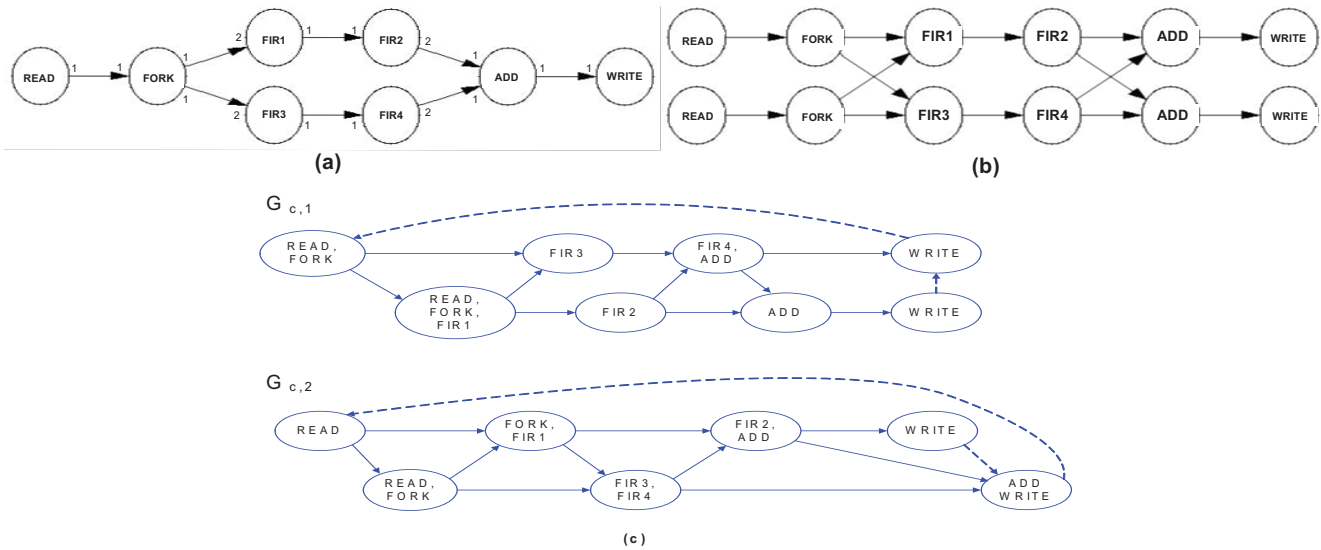 READ
1
1
FORK
1
1
2
FIR1
1
1
FIR2
2
2
FIR3
1
1
FIR4
2
1
1
ADD
1
1
WRITE
(a)
READ
FORK
FIR1
FIR2
ADD
WRITE
READ
FORK
FIR3
FIR4
ADD
WRITE
(b)
G c,1
READ,
FORK
FIR3
FIR4,
ADD
WRITE
READ,
FORK,
FIR1
FIR2
ADD
WRITE
G c,2
READ
FORK,
FIR1
FIR2,
ADD
WRITE
READ,
FORK
FIR3,
FIR4
ADD
WRITE
(c)